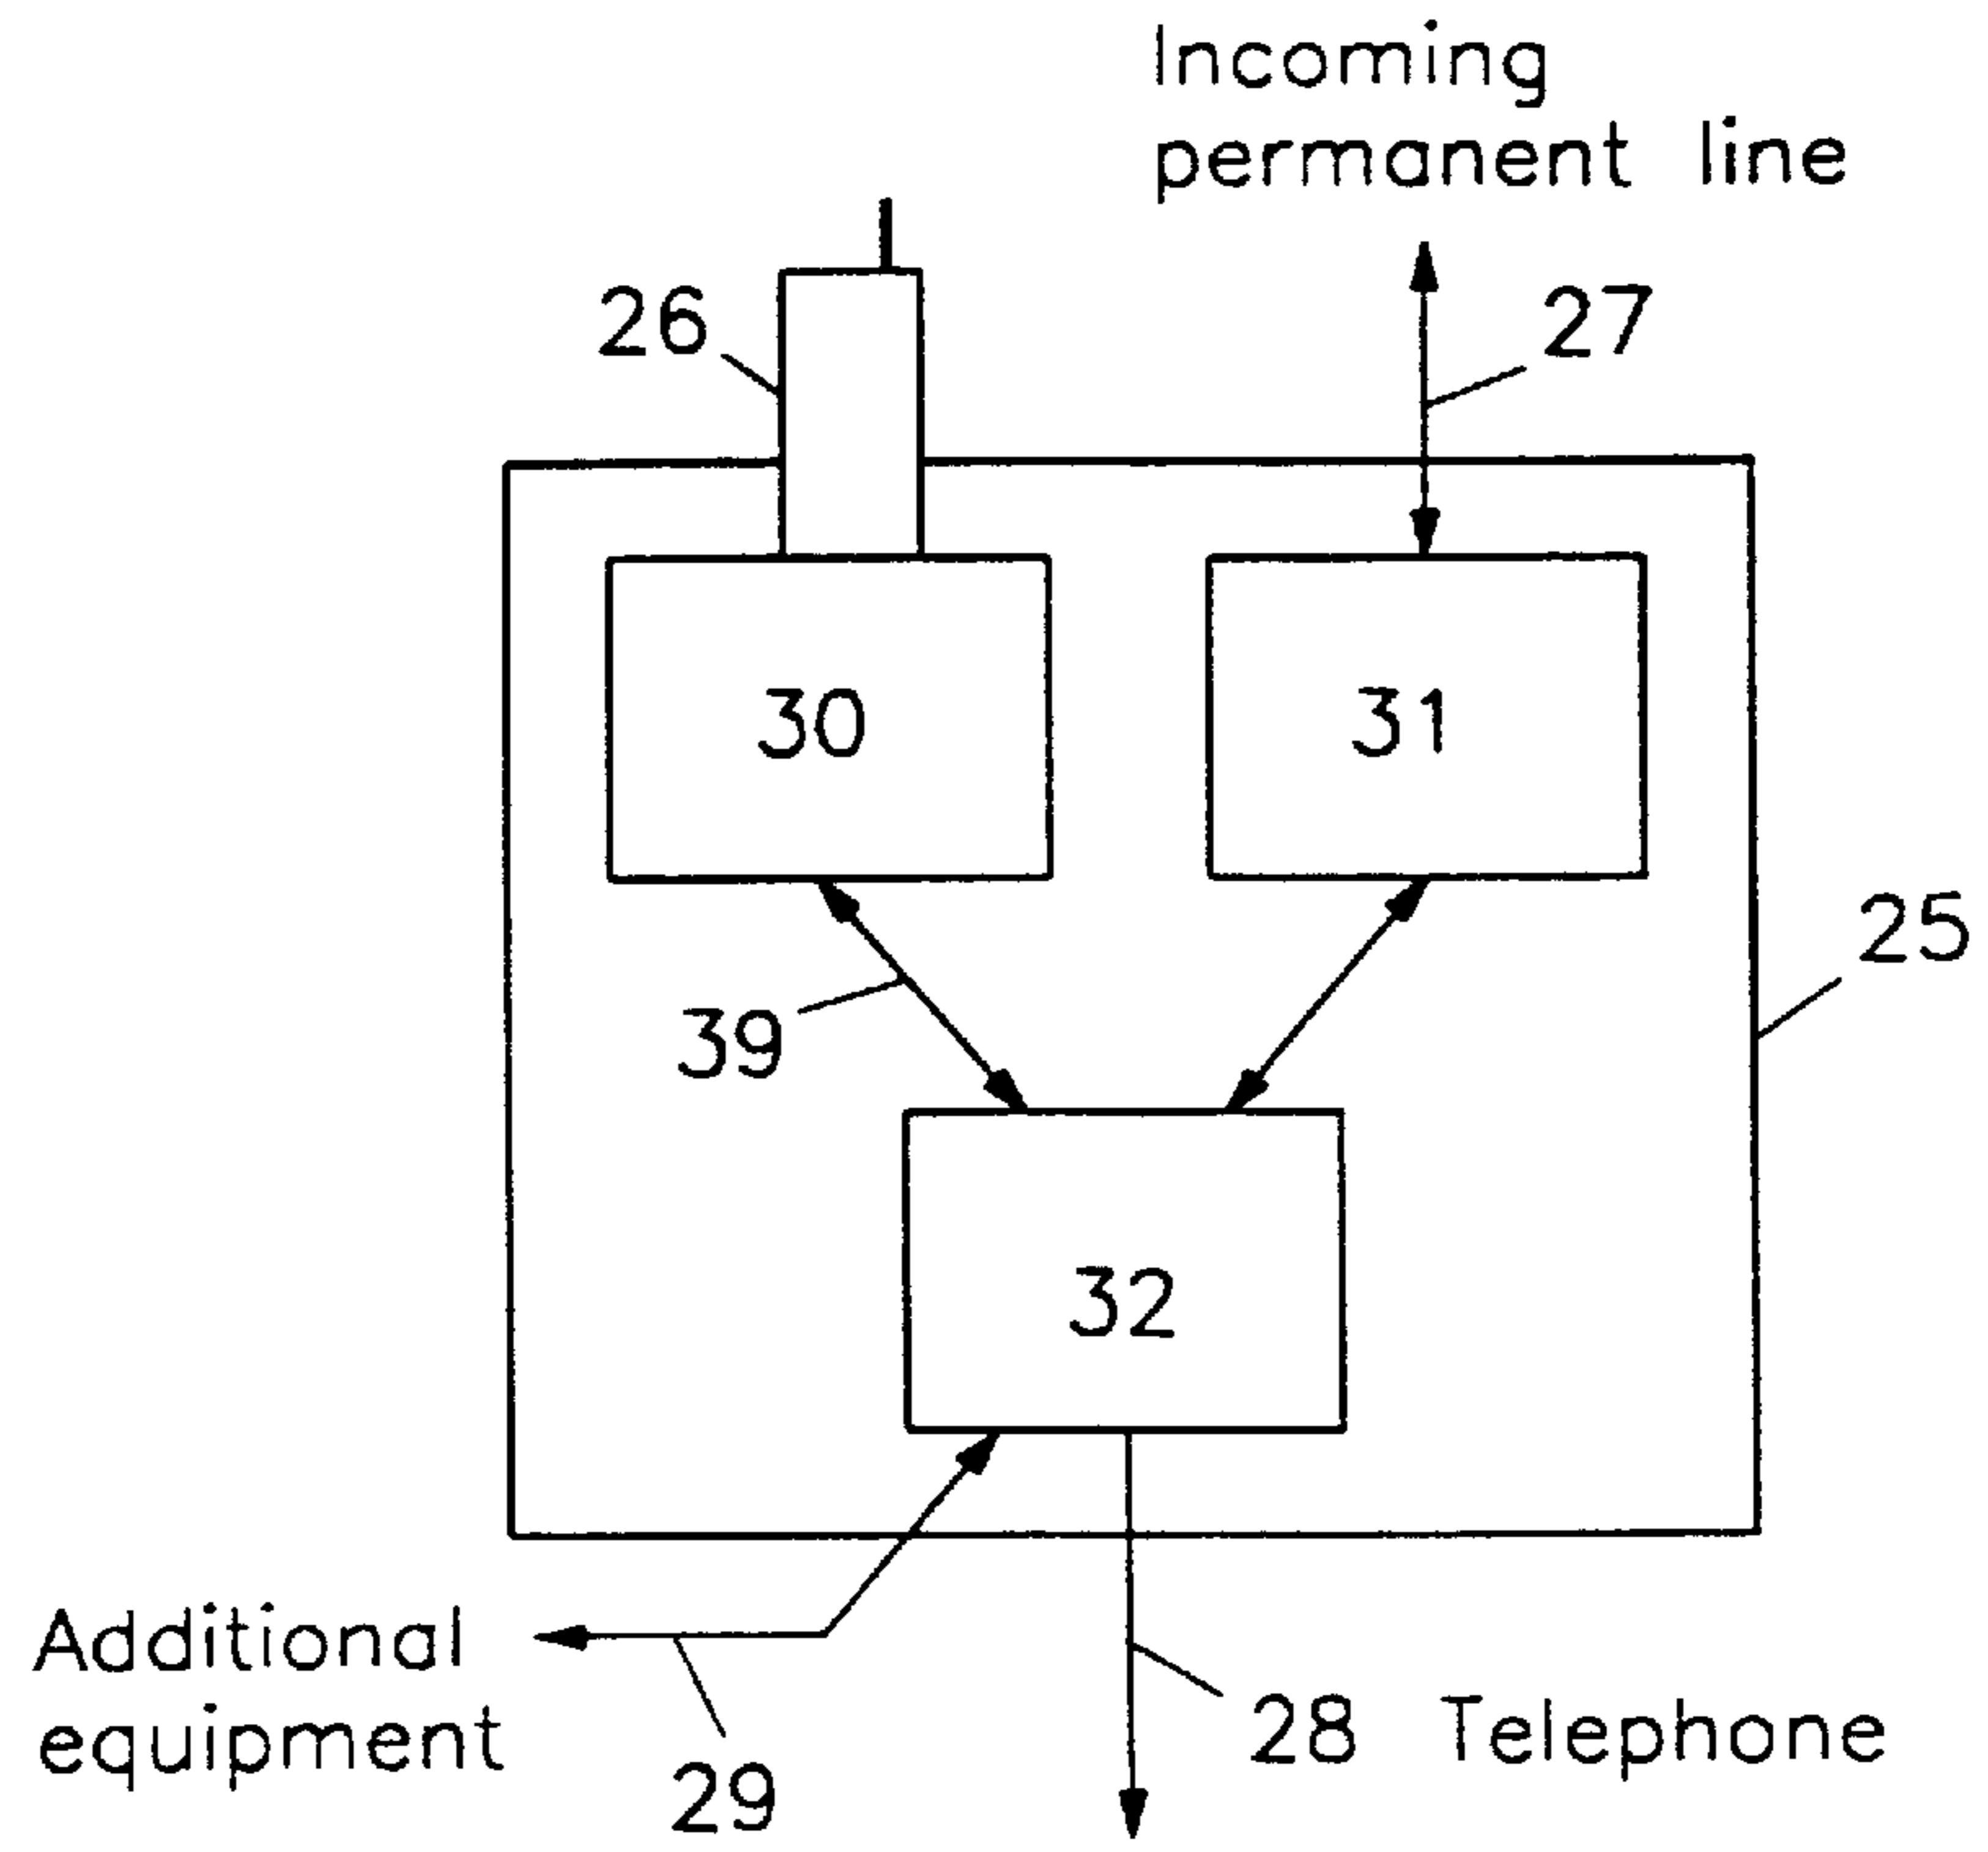 Incoming
permanent line
26
27
30
31
25
39
32
Additional
equipment
28 Telephone
29